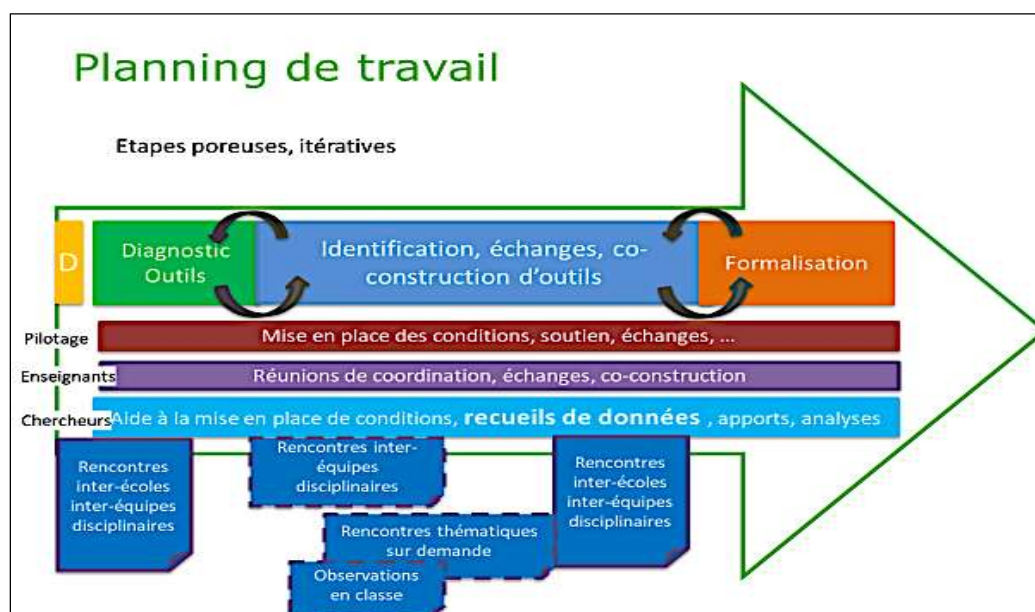 Planning de travail
Etapes poreuses, itératives
D
Diagnostic
Outils
Identification, échanges, co-
construction d'outils
Formalisation
Pilotage
Mise en place des conditions, soutien, échanges, ...
Enseignants
Réunions de coordination, échanges, co-construction
Chercheurs
Aide à la mise en place de conditions, recueils de données , apports, analyses
Rencontres
inter-écoles
inter-équipes
disciplinaires
Rencontres inter-
équipes
disciplinaires
Rencontres
inter-écoles
inter-équipes
disciplinaires
Rencontres thématiques
sur demande
Observations
en classe